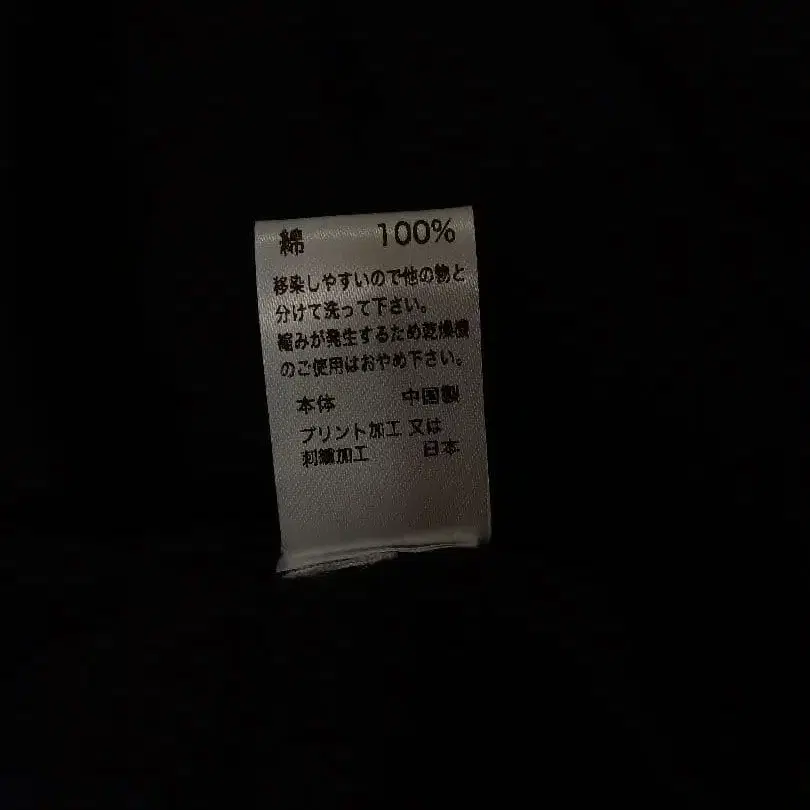 綿 100%
移染しやすいので他の物と
分けて洗って下さい。
縮みが発生するため乾燥機
のご使用はおやめ下さい。
本体 中国製
プリント加工 又は
刺繍加工 日本